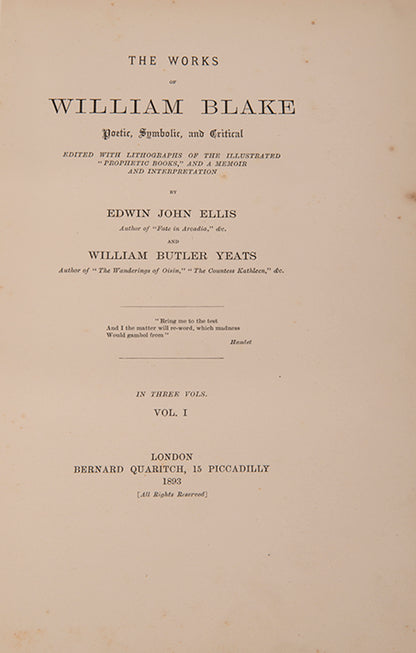 THE WORKS
OF
WILLIAM BLAKE
Poetic, Symbolic, and Critical
EDITED WITH LITHOGRAPHS OF THE ILLUSTRATED
"PROPHETIC BOOKS," AND A MEMOIR
AND INTERPRETATION
BY
EDWIN JOHN ELLIS
Author of "Fate in Arcadia," &c.
AND
WILLIAM BUTLER YEATS
Author of "The Wanderings of Oisin," "The Countess Kathleen," &c.
"Bring me to the test
And I the matter will re-word, which madness
Would gambol from"
Hamlet
IN THREE VOLS.
VOL. I
LONDON
BERNARD QUARITCH, 15 PICCADILLY
1893
[All Rights Reserved]